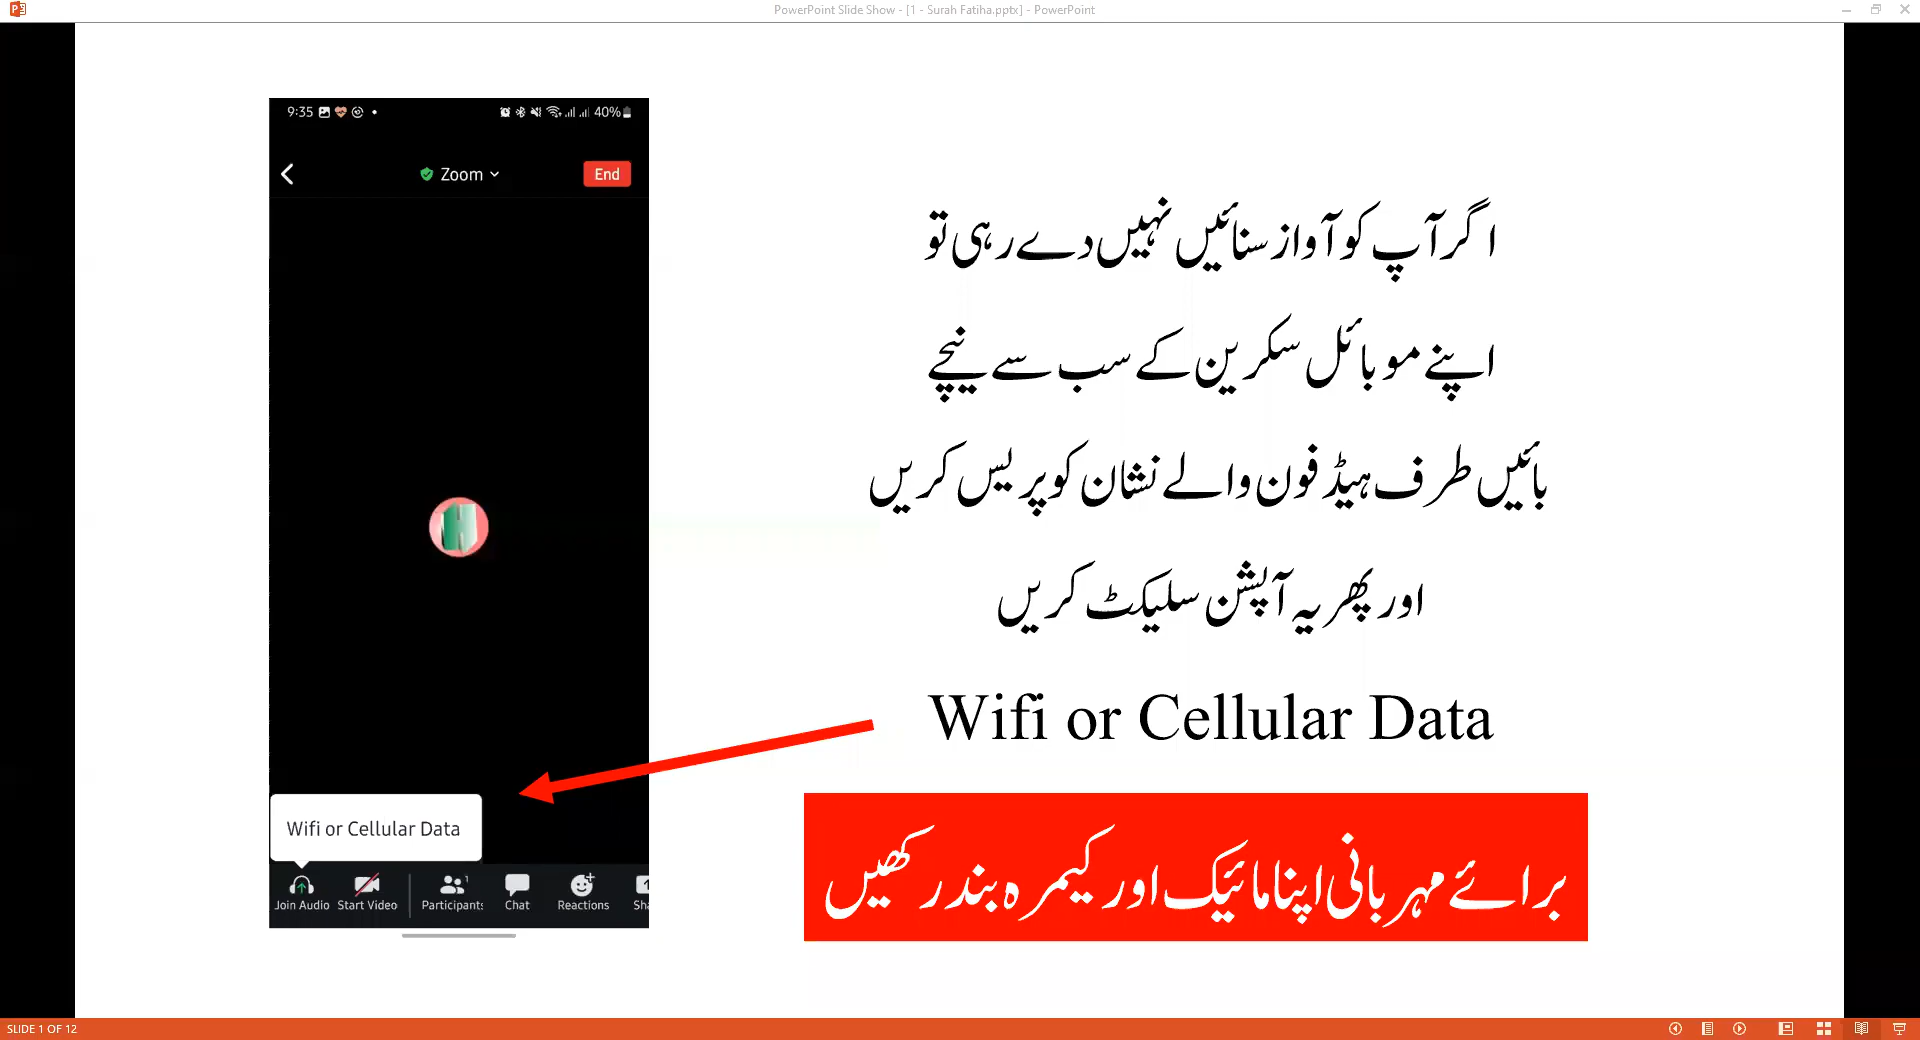 PowerPoint Slide Show - [1 - Surah Fatiha.pptx] - PowerPoint
9:35
40%
Zoom
End
اگر آپ کو آواز سنائیں نہیں دے رہی تو
اپنے موبائل سکرین کے سب سے نیچے
بائیں طرف ہیڈ فون والے نشان کو پریس کریں
اور پھر یہ آپشن سلیکٹ کریں
Wifi or Cellular Data
برائے مہربانی اپنا مائیک اور کیمرہ بند رکھیں
Wifi or Cellular Data
Join Audio
Start Video
1
Participants
Chat
Reactions
Sha
SLIDE 1 OF 12